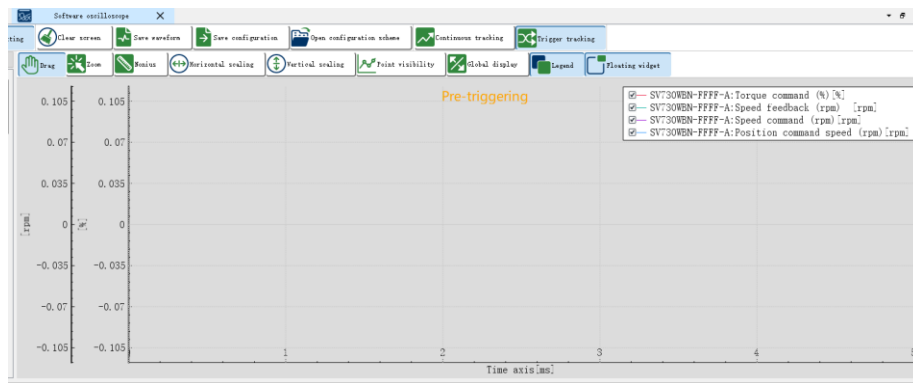 Software oscilloscope X
tting Clear screen Save waveform Save configuration Open configuration scheme Continuous tracking Trigger tracking
Drag Zoom Nonius Horizontal scaling Vertical scaling Point visibility Global display Legend Floating widget
Pre-triggering
SV730WBN-FFFF-A:Torque command (%)[%]
SV730WBN-FFFF-A:Speed feedback (rpm) [rpm]
SV730WBN-FFFF-A:Speed command (rpm)[rpm]
SV730WBN-FFFF-A:Position command speed (rpm)[rpm]
0.105 0.105
0.07 0.07
0.035 0.035
0 0
-0.035 -0.035
-0.07 -0.07
-0.105 -0.105
[rpm]
[%]
1 2 3 4 5
Time axis[ms]